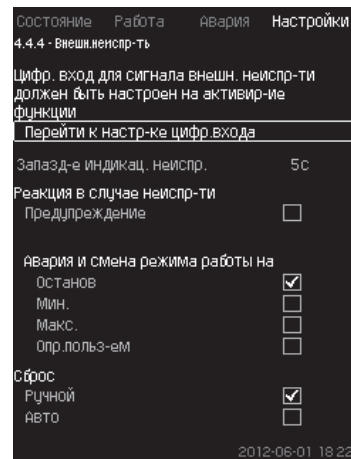 Состояние Работа Авария Настройки
4.4.4 - Внешн.неиспр-ть
Цифр. вход для сигнала внешн. неиспр-ти
должен быть настроен на активир-ие
функции
Перейти к настр-ке цифр.входа
Запазд-е индикац. неиспр. 5с
Реакция в случае неиспр-ти
Предупреждение
Авария и смена режима работы на
Останов
Мин.
Макс.
Опр.польз-ем
Сброс
Ручной
Авто
2012-06-01 18:22